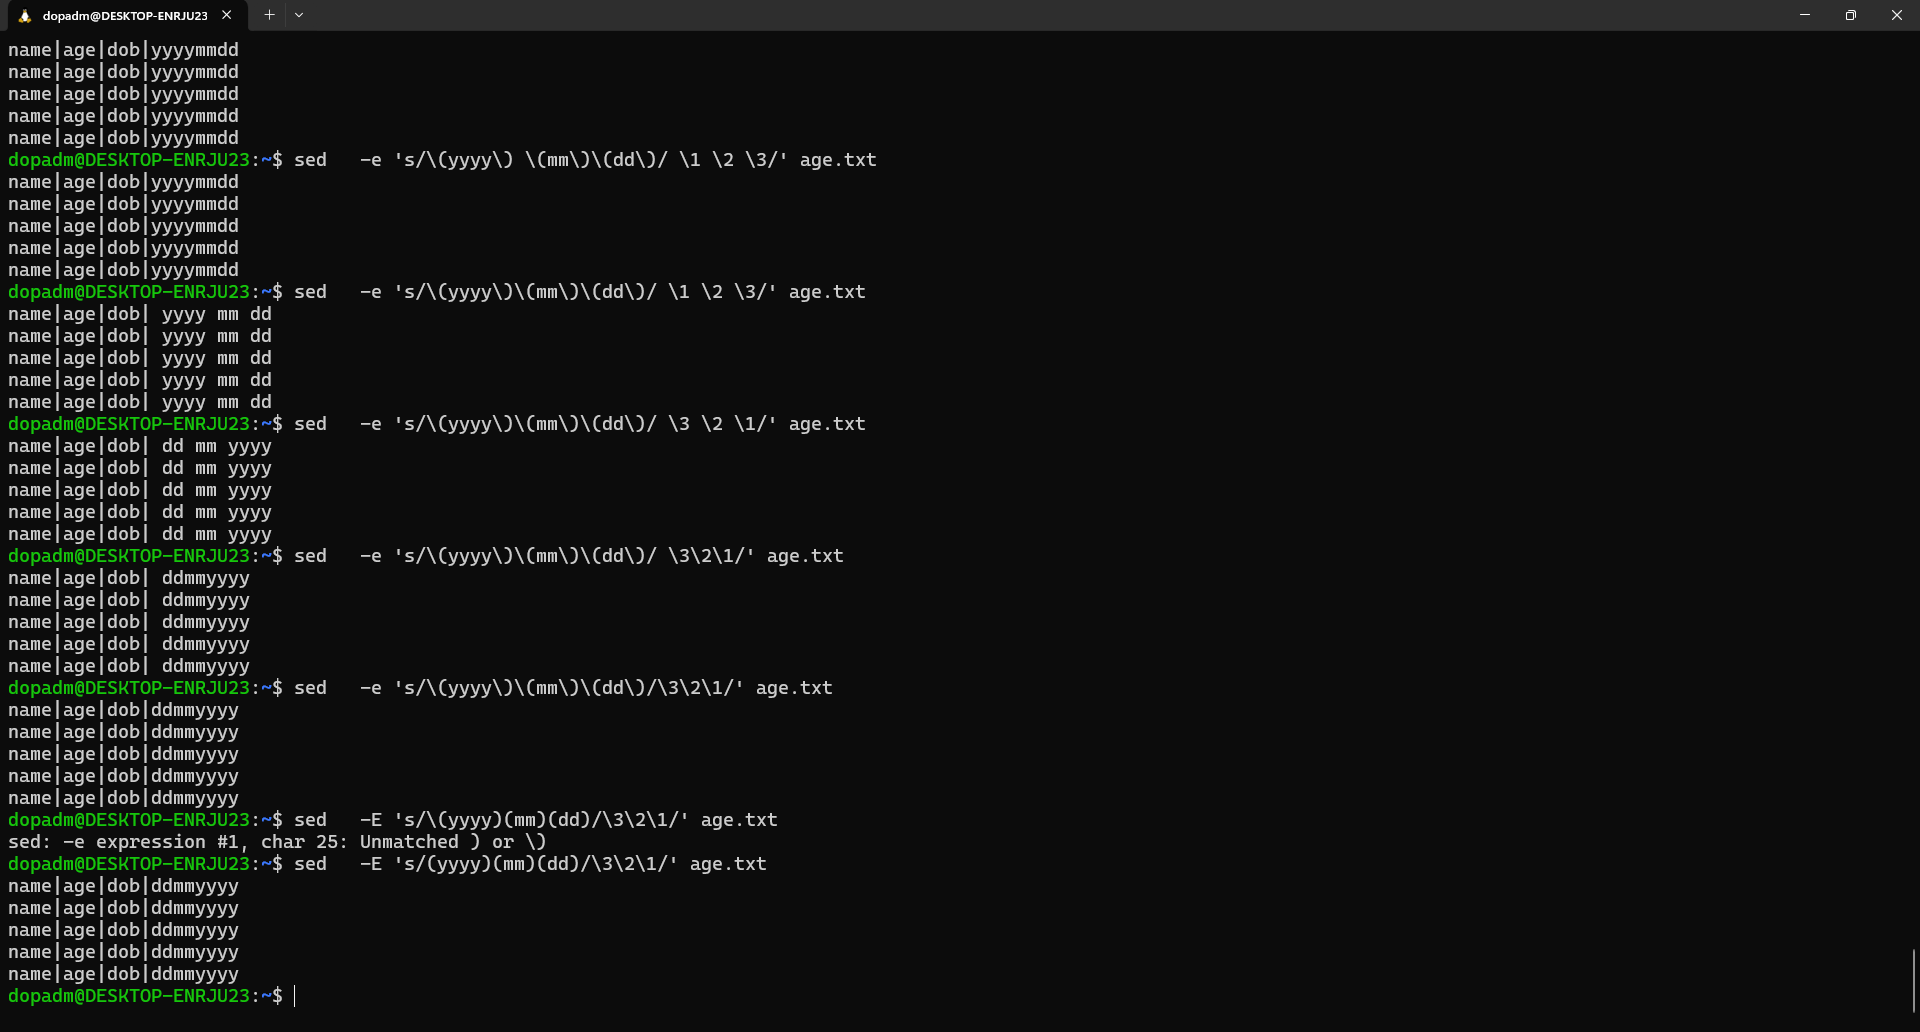 dopadm@DESKTOP-ENRJU23
name|age|dob|yyyymmdd
name|age|dob|yyyymmdd
name|age|dob|yyyymmdd
name|age|dob|yyyymmdd
name|age|dob|yyyymmdd
dopadm@DESKTOP-ENRJU23:~$ sed   -e 's/\(yyyy\) \(mm\)\(dd\)/ \1 \2 \3/' age.txt
name|age|dob|yyyymmdd
name|age|dob|yyyymmdd
name|age|dob|yyyymmdd
name|age|dob|yyyymmdd
name|age|dob|yyyymmdd
dopadm@DESKTOP-ENRJU23:~$ sed   -e 's/\(yyyy\)\(mm\)\(dd\)/ \1 \2 \3/' age.txt
name|age|dob| yyyy mm dd
name|age|dob| yyyy mm dd
name|age|dob| yyyy mm dd
name|age|dob| yyyy mm dd
name|age|dob| yyyy mm dd
dopadm@DESKTOP-ENRJU23:~$ sed   -e 's/\(yyyy\)\(mm\)\(dd\)/ \3 \2 \1/' age.txt
name|age|dob| dd mm yyyy
name|age|dob| dd mm yyyy
name|age|dob| dd mm yyyy
name|age|dob| dd mm yyyy
name|age|dob| dd mm yyyy
dopadm@DESKTOP-ENRJU23:~$ sed   -e 's/\(yyyy\)\(mm\)\(dd\)/ \3\2\1/' age.txt
name|age|dob| ddmmyyyy
name|age|dob| ddmmyyyy
name|age|dob| ddmmyyyy
name|age|dob| ddmmyyyy
name|age|dob| ddmmyyyy
dopadm@DESKTOP-ENRJU23:~$ sed   -e 's/\(yyyy\)\(mm\)\(dd\)/\3\2\1/' age.txt
name|age|dob|ddmmyyyy
name|age|dob|ddmmyyyy
name|age|dob|ddmmyyyy
name|age|dob|ddmmyyyy
name|age|dob|ddmmyyyy
dopadm@DESKTOP-ENRJU23:~$ sed   -E 's/\(yyyy)(mm)(dd)/\3\2\1/' age.txt
sed: -e expression #1, char 25: Unmatched ) or \)
dopadm@DESKTOP-ENRJU23:~$ sed   -E 's/(yyyy)(mm)(dd)/\3\2\1/' age.txt
name|age|dob|ddmmyyyy
name|age|dob|ddmmyyyy
name|age|dob|ddmmyyyy
name|age|dob|ddmmyyyy
name|age|dob|ddmmyyyy
dopadm@DESKTOP-ENRJU23:~$